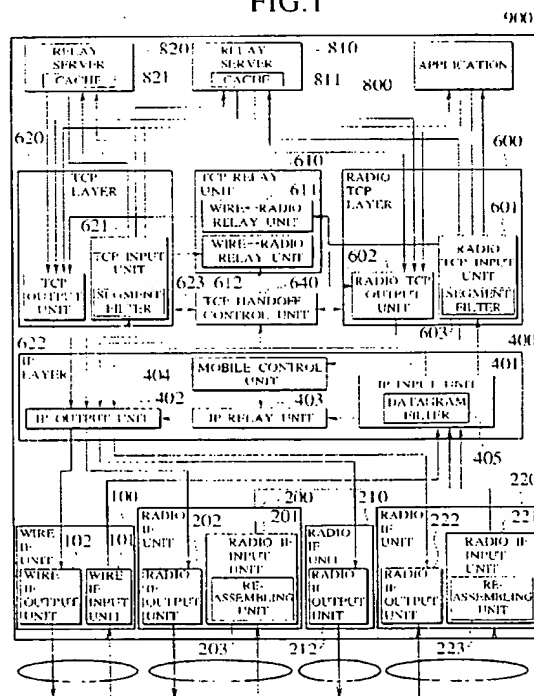 FIG.1
900
RELAY SERVER
CACHE
820
821
RELAY SERVER
CACHE
810
811
APPLICATION
800
620
610
600
TCP LAYER
621
TCP INPUT UNIT
SEGMENT FILTER
TCP OUTPUT UNIT
TCP RELAY UNIT
611
WIRE-RADIO RELAY UNIT
WIRE-RADIO RELAY UNIT
623
612
640
TCP HANDOFF CONTROL UNIT
RADIO TCP LAYER
601
602
RADIO TCP INPUT UNIT
SEGMENT FILTER
RADIO TCP OUTPUT UNIT
603
400
622
IP LAYER
404
402
MOBILE CONTROL UNIT
403
401
IP INPUT UNIT
DATAGRAM FILTER
IP OUTPUT UNIT
IP RELAY UNIT
405
100
200
210
220
WIRE IF UNIT
102
101
WIRE IF OUTPUT UNIT
WIRE IF INPUT UNIT
RADIO IF UNIT
202
201
RADIO IF OUTPUT UNIT
RADIO IF INPUT UNIT
RE-ASSEMBLING UNIT
203
RADIO IF UNIT
RADIO IF OUTPUT UNIT
212
RADIO IF UNIT
222
RADIO IF OUTPUT UNIT
RADIO IF INPUT UNIT
RE-ASSEMBLING UNIT
223